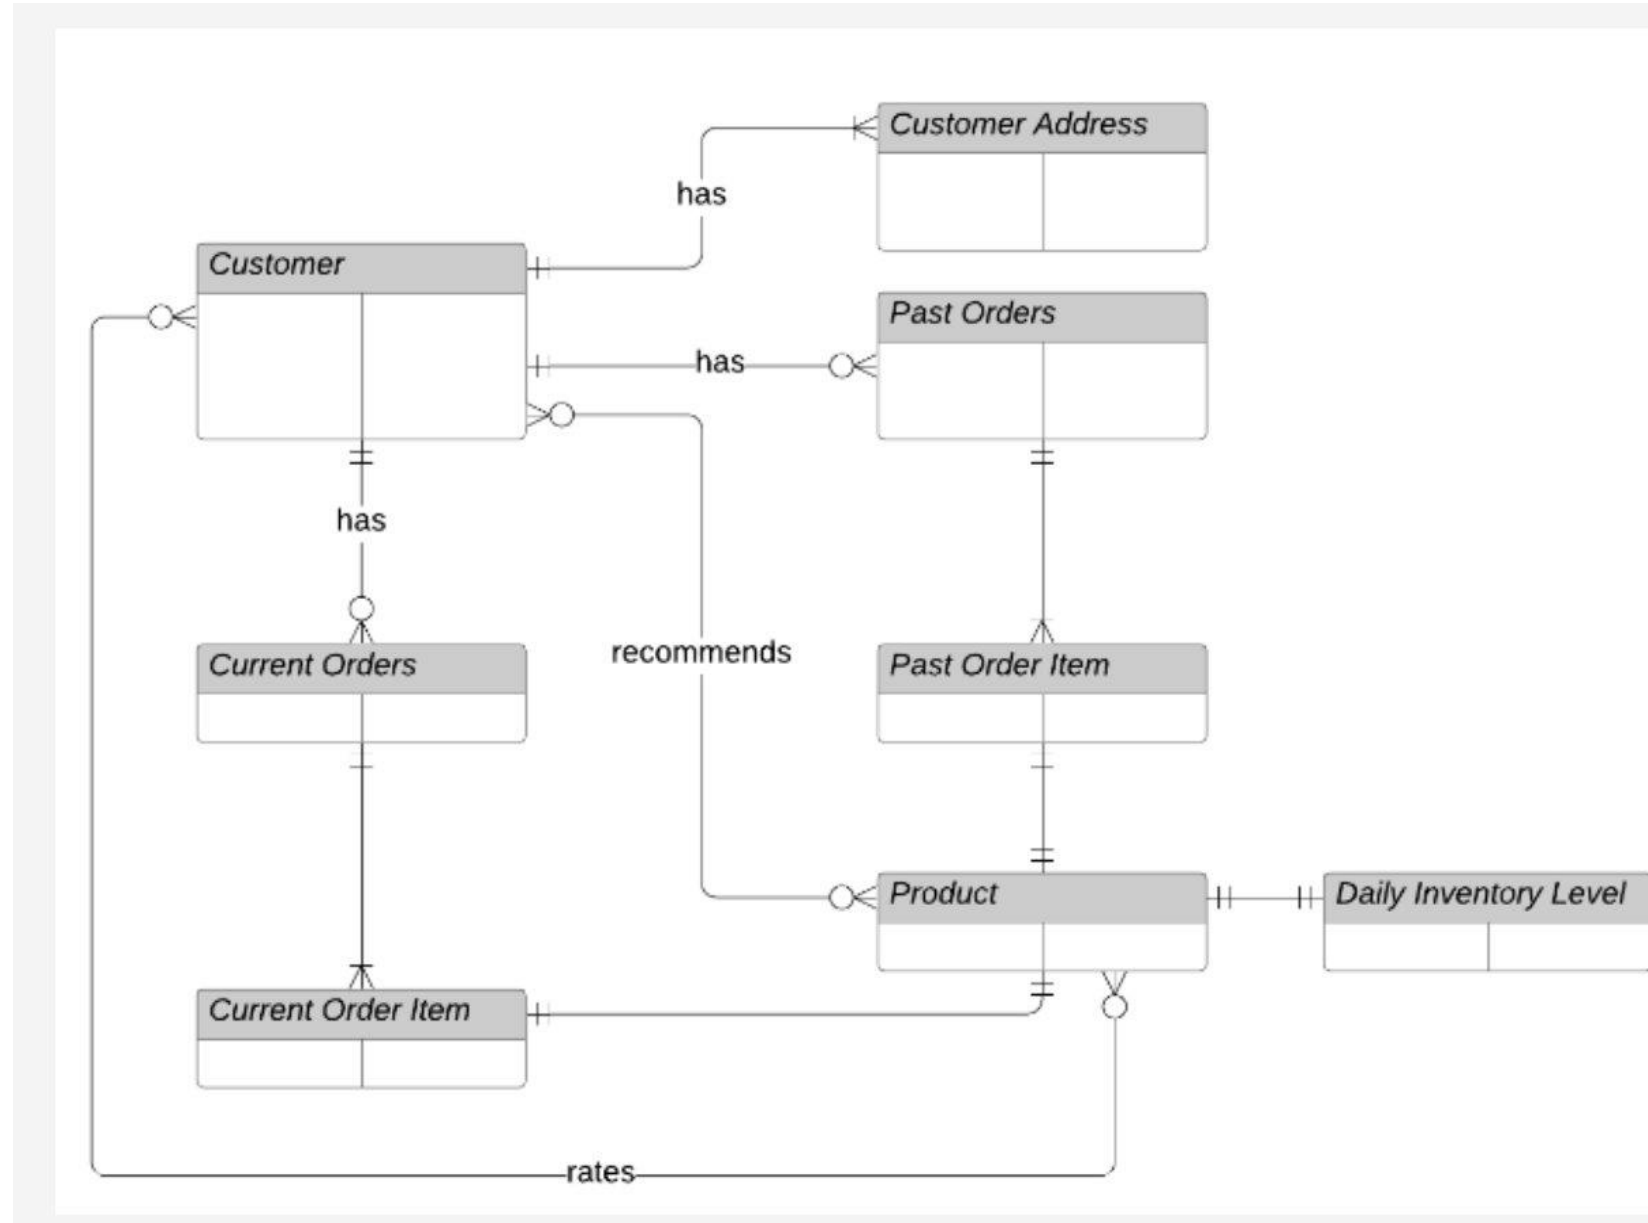 Customer Address
has
Customer
Past Orders
has
has
recommends
Current Orders
Past Order Item
Product
Daily Inventory Level
Current Order Item
rates